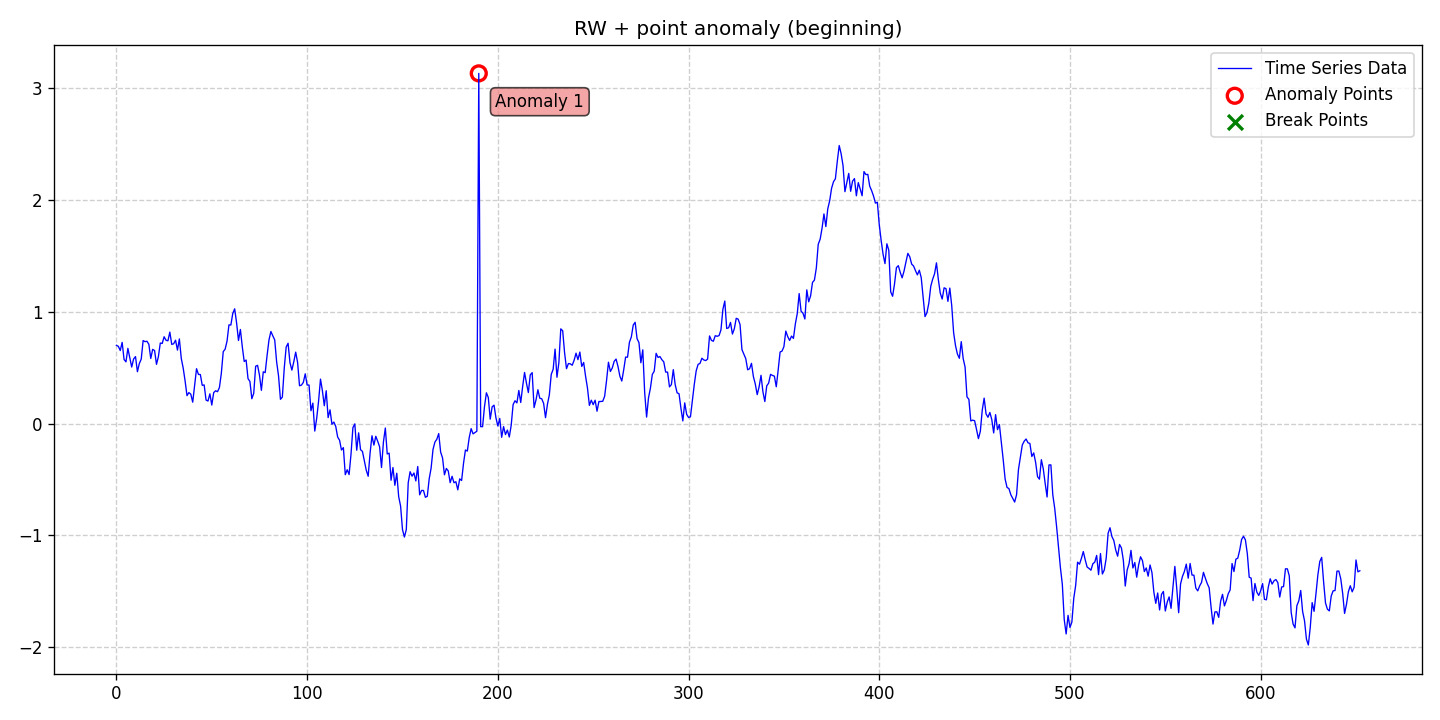 RW + point anomaly (beginning)
Time Series Data
Anomaly Points
Break Points
Anomaly 1
3
2
1
0
−1
−2
0 100 200 300 400 500 600